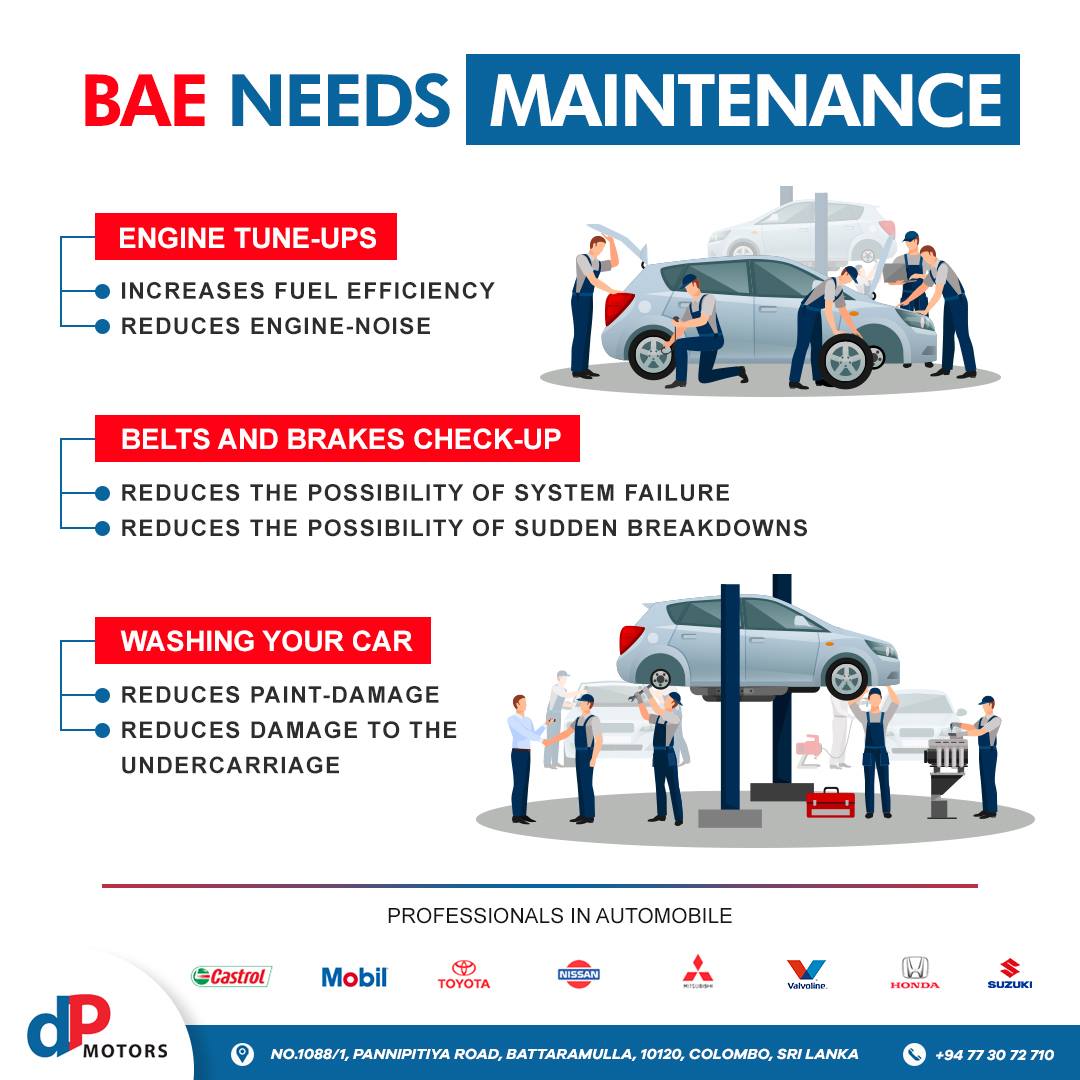 BAE NEEDS MAINTENANCE
ENGINE TUNE-UPS
INCREASES FUEL EFFICIENCY
REDUCES ENGINE-NOISE
BELTS AND BRAKES CHECK-UP
REDUCES THE POSSIBILITY OF SYSTEM FAILURE
REDUCES THE POSSIBILITY OF SUDDEN BREAKDOWNS
WASHING YOUR CAR
REDUCES PAINT-DAMAGE
REDUCES DAMAGE TO THE
UNDERCARRIAGE
PROFESSIONALS IN AUTOMOBILE
Castrol Mobil TOYOTA NISSAN MITSUBISHI Valvoline. HONDA SUZUKI
dP MOTORS
NO.1088/1, PANNIPITIYA ROAD, BATTARAMULLA, 10120, COLOMBO, SRI LANKA +94 77 30 72 710